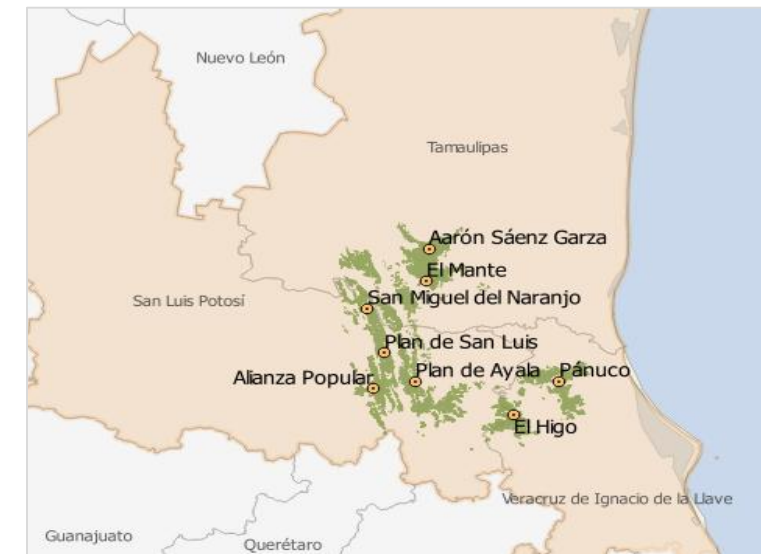 Nuevo León
Tamaulipas
Aarón Sáenz Garza
El Mante
San Luis Potosí
San Miguel del Naranjo
Plan de San Luis
Alianza Popular
Plan de Ayala
Pánuco
El Higo
Veracruz de Ignacio de la Llave
Guanajuato
Querétaro